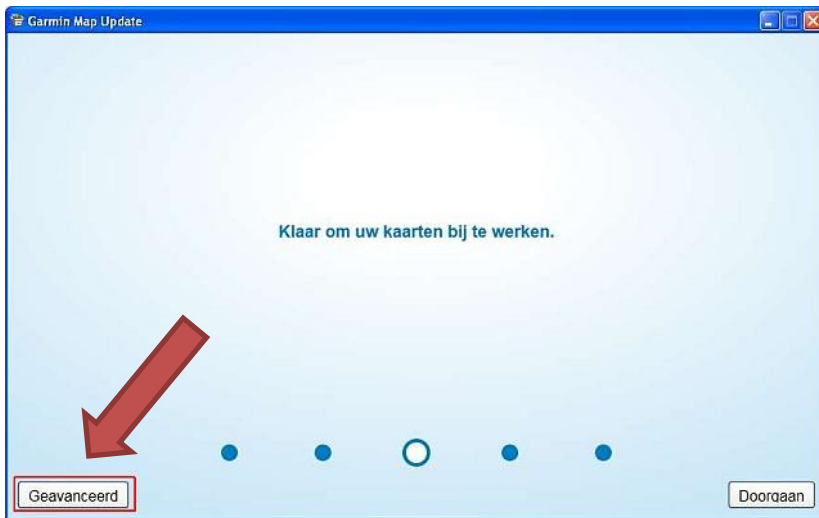 Garmin Map Update
Klaar om uw kaarten bij te werken.
Geavanceerd
Doorgaan